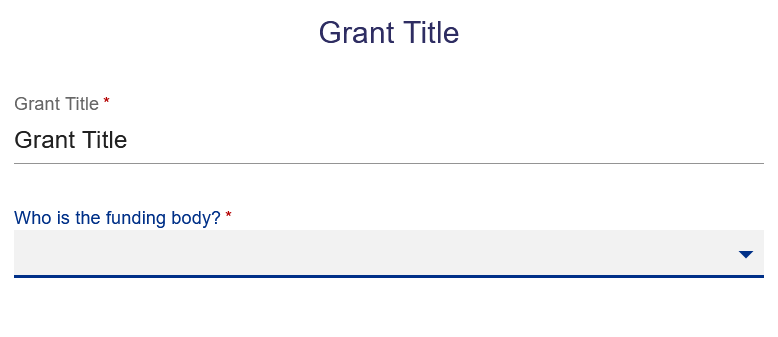 Grant Title
Grant Title *
Grant Title
Who is the funding body? *